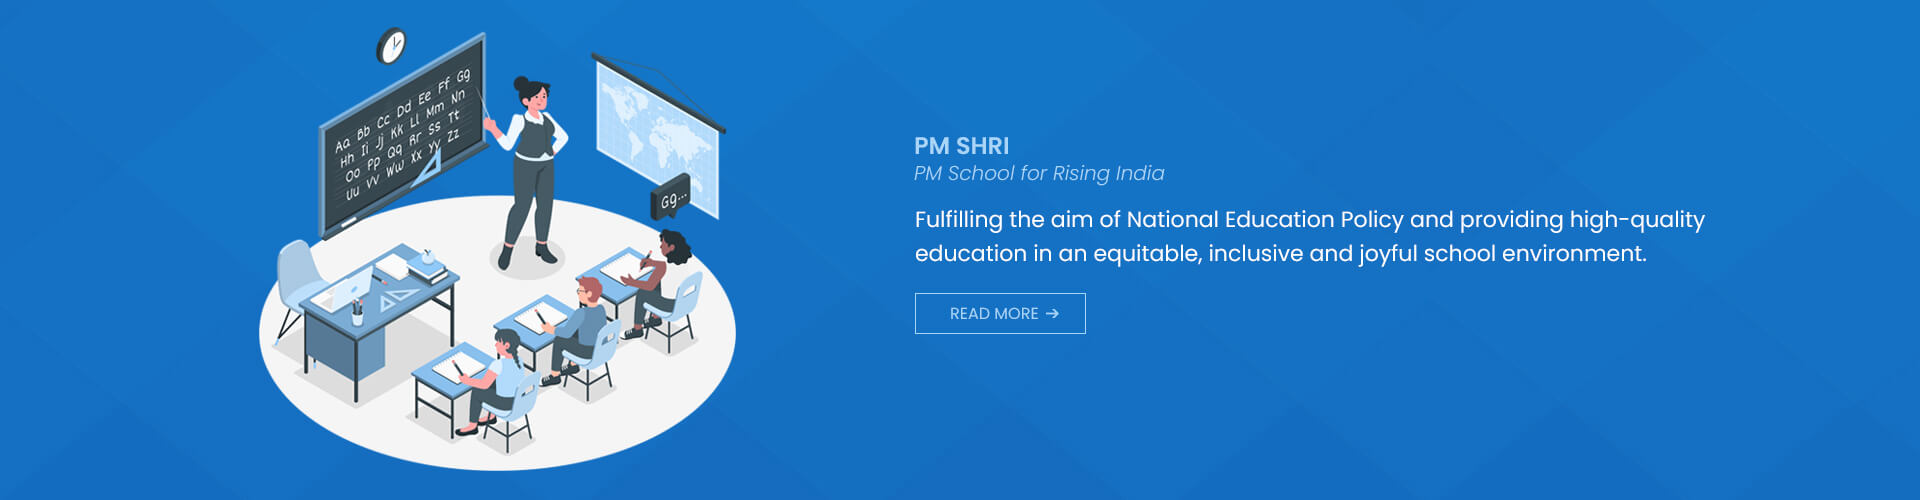 Aa Bb Cc Dd Ee Ff Gg
Hh Ii Jj Kk Ll Mm Nn
Oo Pp Qq Rr Ss Tt
Uu Vv Ww Xx Yy Zz
Gg...
PM SHRI
PM School for Rising India
Fulfilling the aim of National Education Policy and providing high-quality
education in an equitable, inclusive and joyful school environment.
READ MORE →